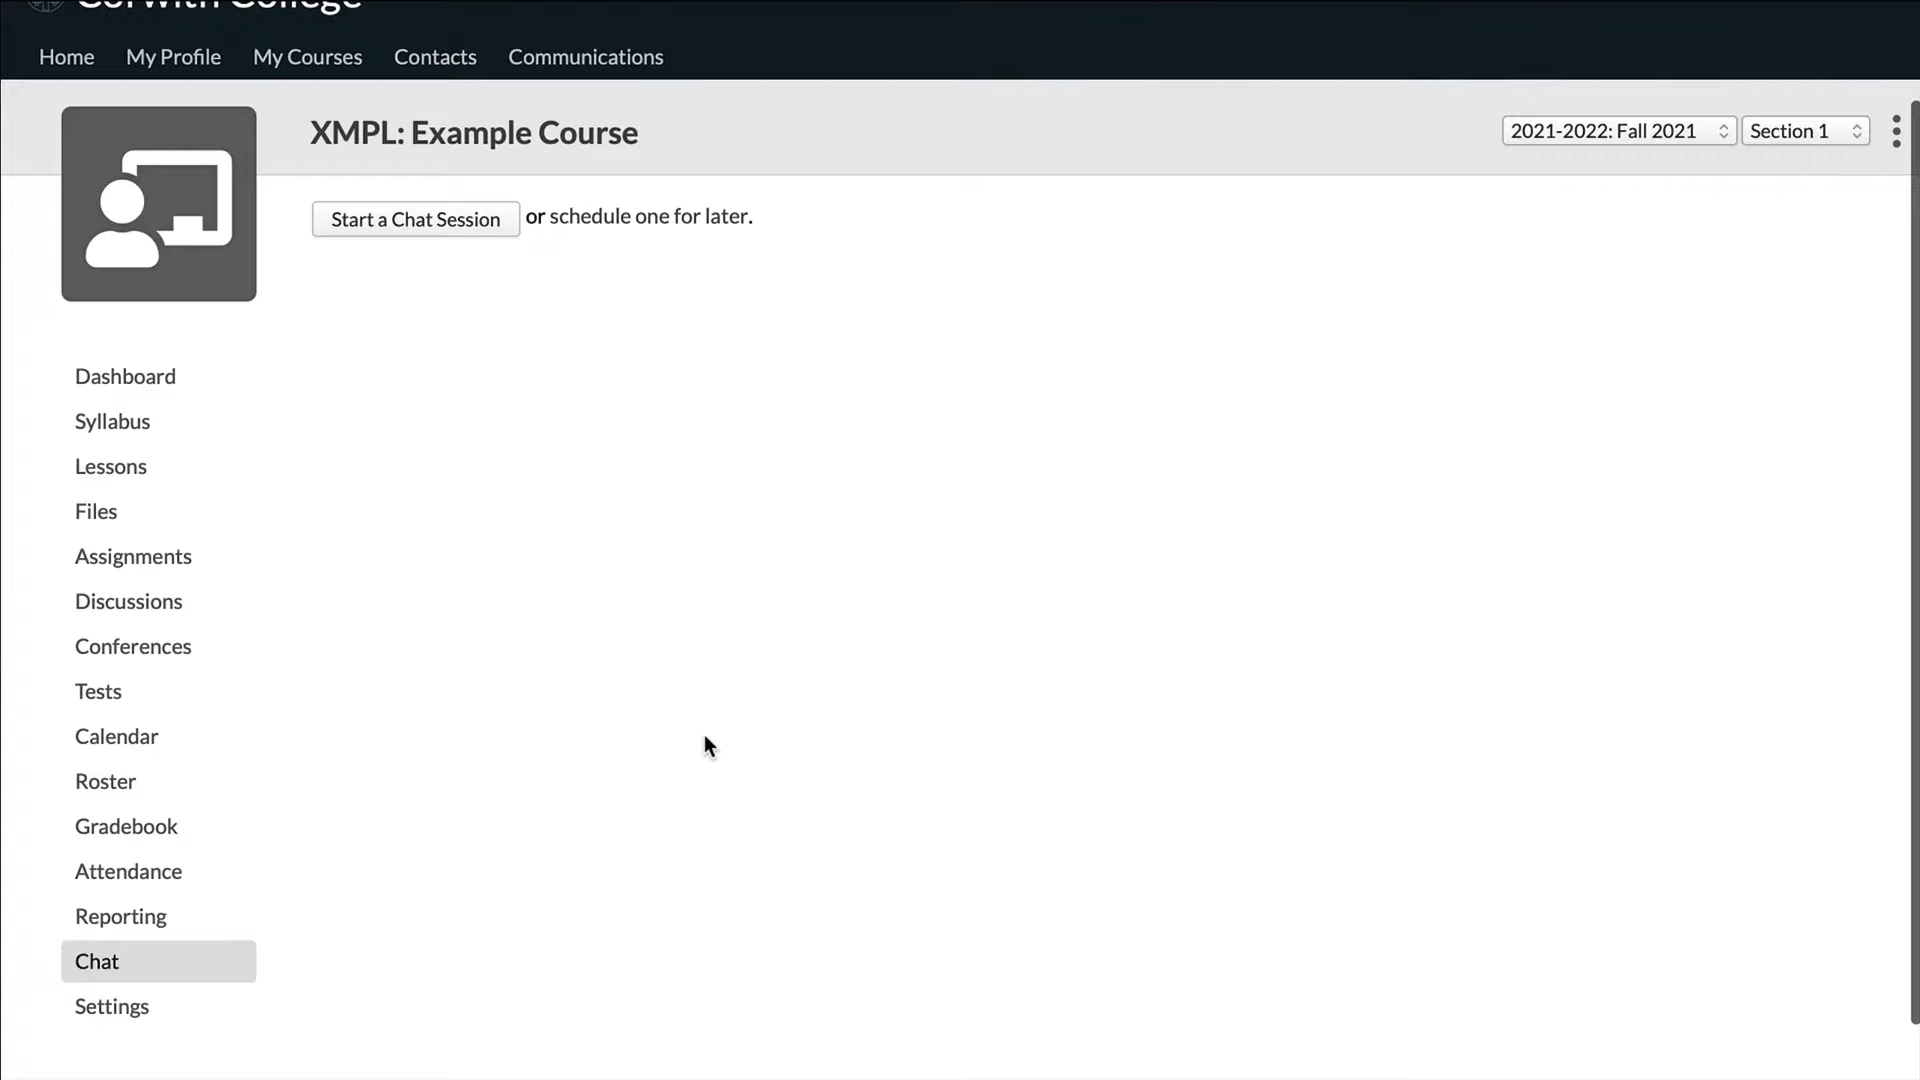 Corwith College
Home My Profile My Courses Contacts Communications
XMPL: Example Course
2021-2022: Fall 2021 Section 1
Start a Chat Session or schedule one for later.
Dashboard
Syllabus
Lessons
Files
Assignments
Discussions
Conferences
Tests
Calendar
Roster
Gradebook
Attendance
Reporting
Chat
Settings